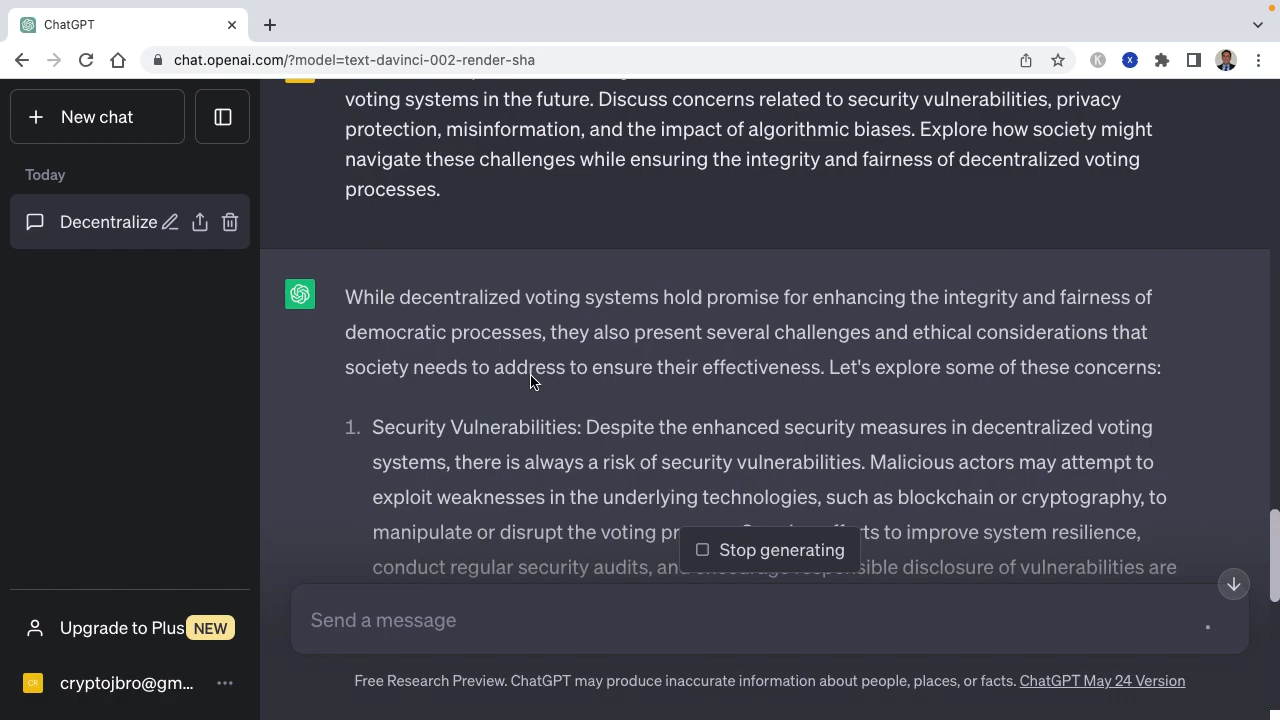 ChatGPT
chat.openai.com/?model=text-davinci-002-render-sha
New chat
Today
Decentralize
Upgrade to Plus NEW
CR cryptojbro@gm...
voting systems in the future. Discuss concerns related to security vulnerabilities, privacy
protection, misinformation, and the impact of algorithmic biases. Explore how society might
navigate these challenges while ensuring the integrity and fairness of decentralized voting
processes.
While decentralized voting systems hold promise for enhancing the integrity and fairness of
democratic processes, they also present several challenges and ethical considerations that
society needs to address to ensure their effectiveness. Let's explore some of these concerns:
1. Security Vulnerabilities: Despite the enhanced security measures in decentralized voting
systems, there is always a risk of security vulnerabilities. Malicious actors may attempt to
exploit weaknesses in the underlying technologies, such as blockchain or cryptography, to
manipulate or disrupt the voting to improve system resilience,
conduct regular security audits, and encourage responsible disclosure of vulnerabilities are
Stop generating
Send a message
Free Research Preview. ChatGPT may produce inaccurate information about people, places, or facts. ChatGPT May 24 Version